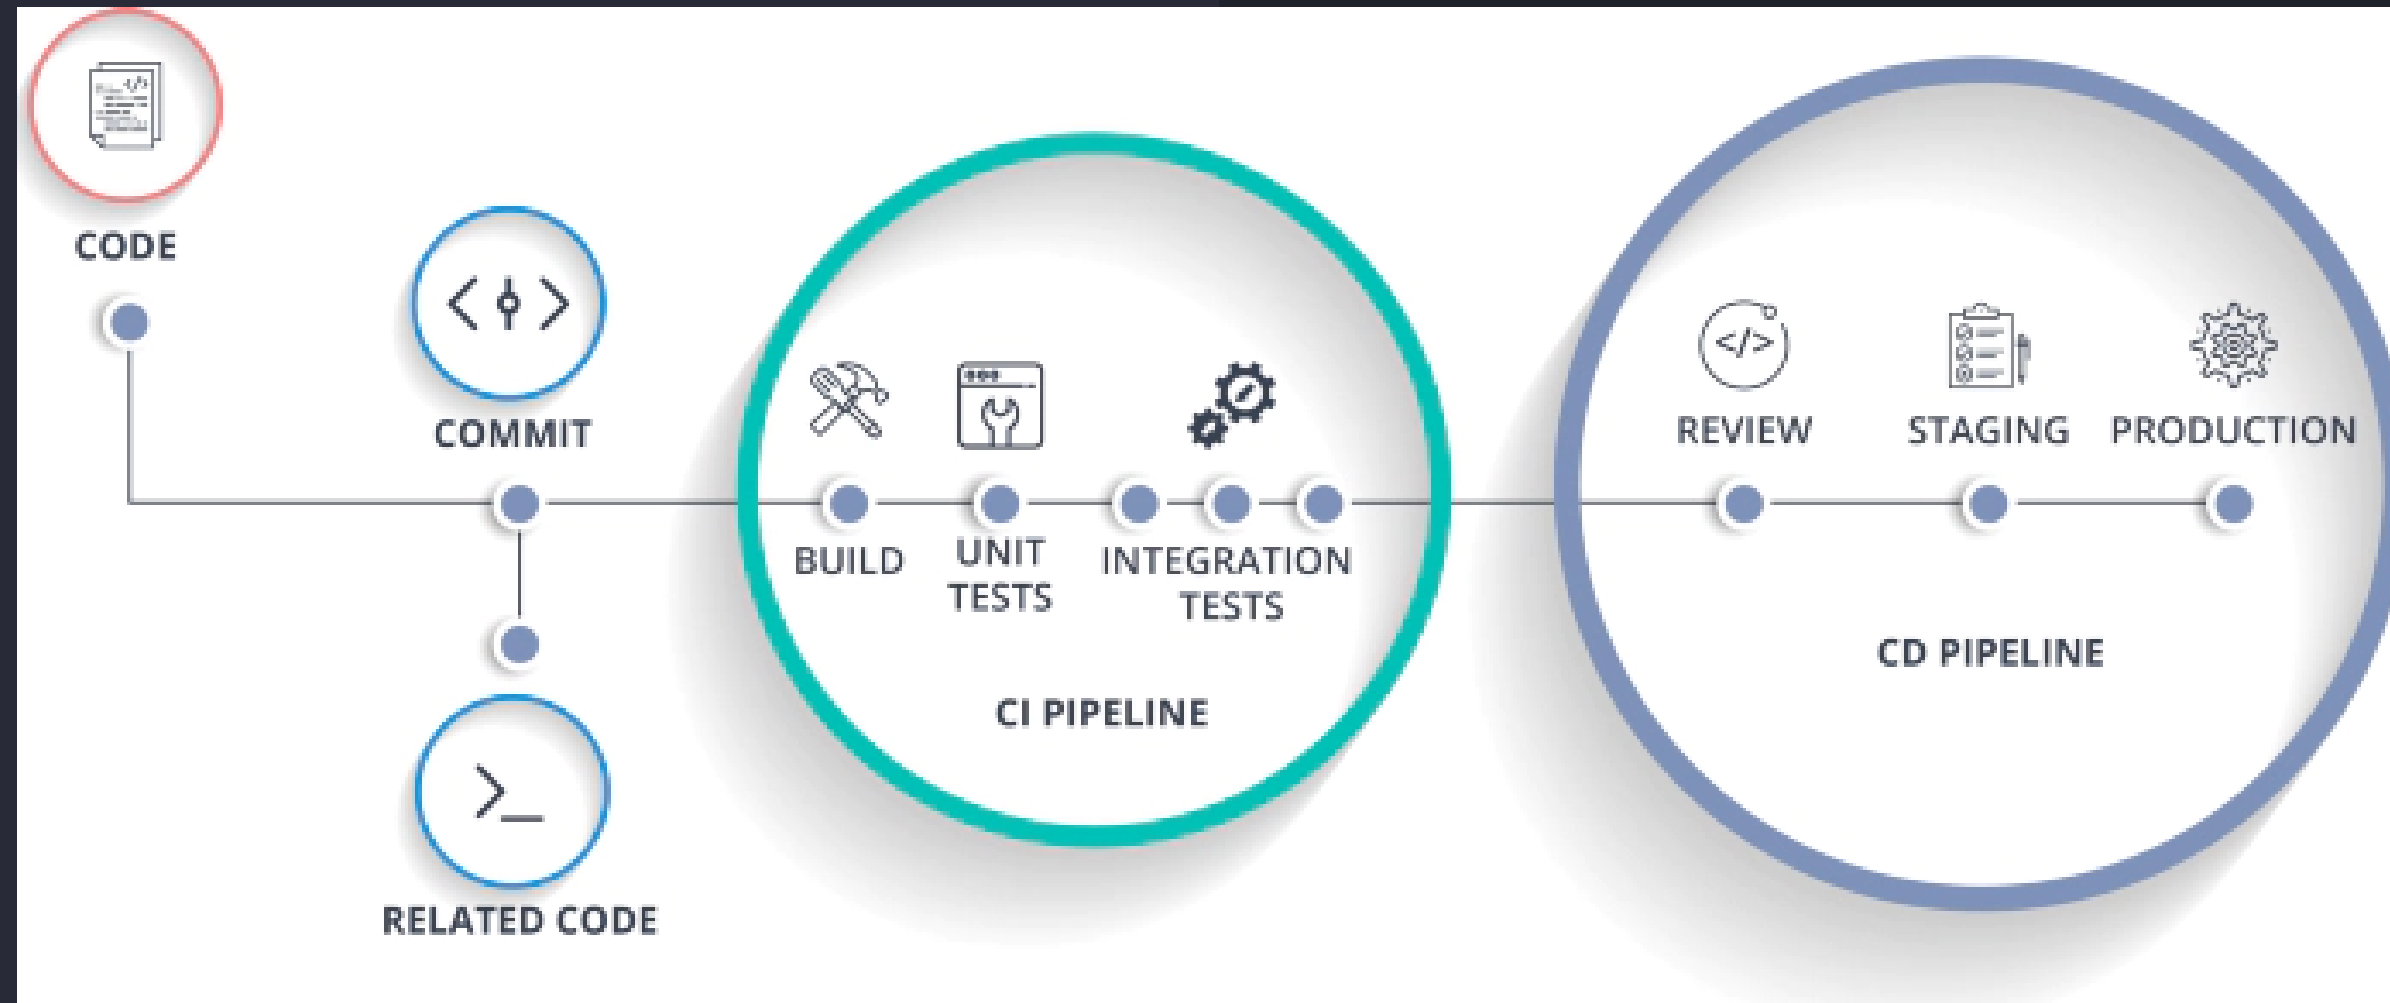 CODE
COMMIT
RELATED CODE
BUILD
UNIT
TESTS
INTEGRATION
TESTS
CI PIPELINE
REVIEW
STAGING
PRODUCTION
CD PIPELINE